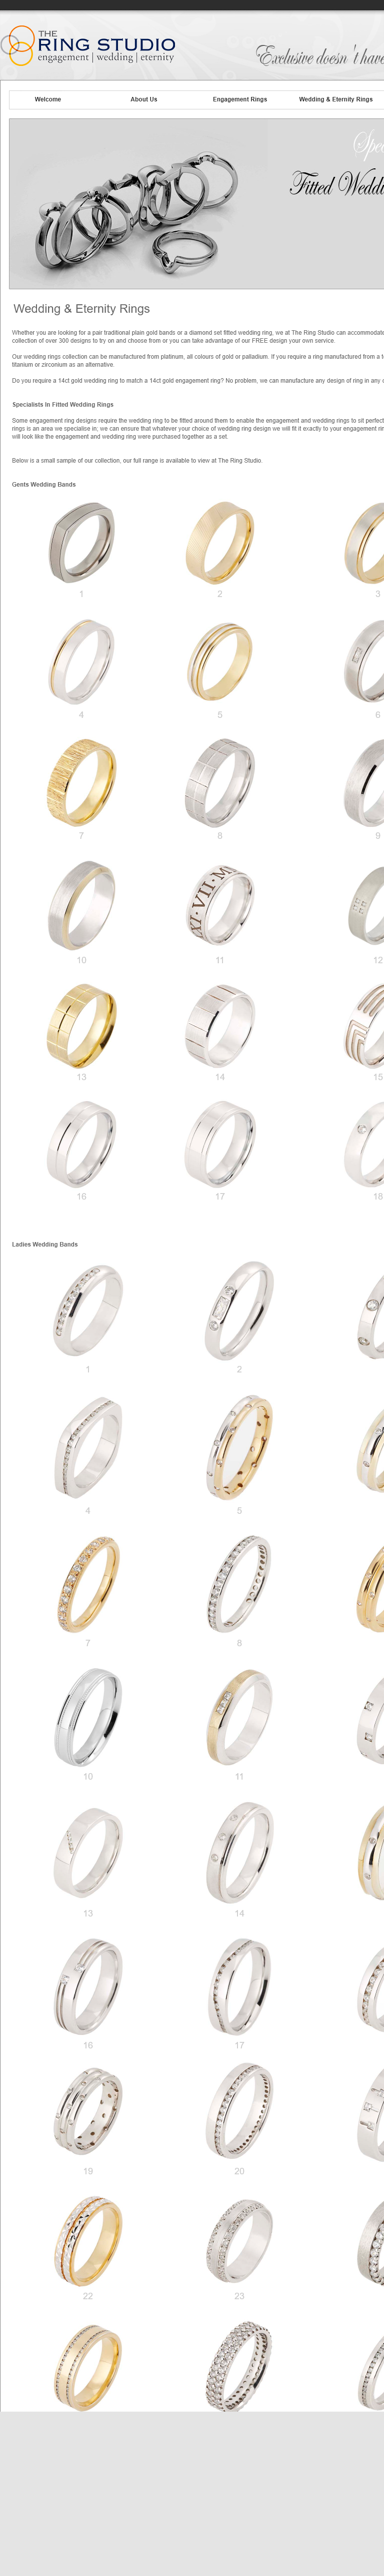 THE
RING STUDIO
engagement | wedding | eternity
Exclusive doesn't have
Welcome
About Us
Engagement Rings
Wedding & Eternity Rings
Fitted
Wedding & Eternity Rings
Whether you are looking for a pair traditional plain gold bands or a diamond set fitted wedding ring, we at The Ring Studio can accommodate
collection of over 300 designs to try on and choose from or you can take advantage of our FREE design your own service.
Our wedding rings collection can be manufactured from platinum, all colours of gold or palladium. If you require a ring manufactured from a
titanium or zirconium as an alternative.
Do you require a 14ct gold wedding ring to match a 14ct gold engagement ring? No problem, we can manufacture any design of ring in any
Specialists In Fitted Wedding Rings
Some engagement ring designs require the wedding ring to be fitted around them to enable the engagement and wedding rings to sit
rings is an area we specialise in; we can ensure that whatever your choice of wedding ring design we will fit it exactly to your engagement
will look like the engagement and wedding ring were purchased together as a set.
Below is a small sample of our collection, our full range is available to view at The Ring Studio.
Gents Wedding Bands
1
2
3
4
5
6
7
8
9
XI·VII·M
10
11
12
13
14
15
16
17
18
Ladies Wedding Bands
1
2
4
5
7
8
10
11
13
14
16
17
19
20
22
23